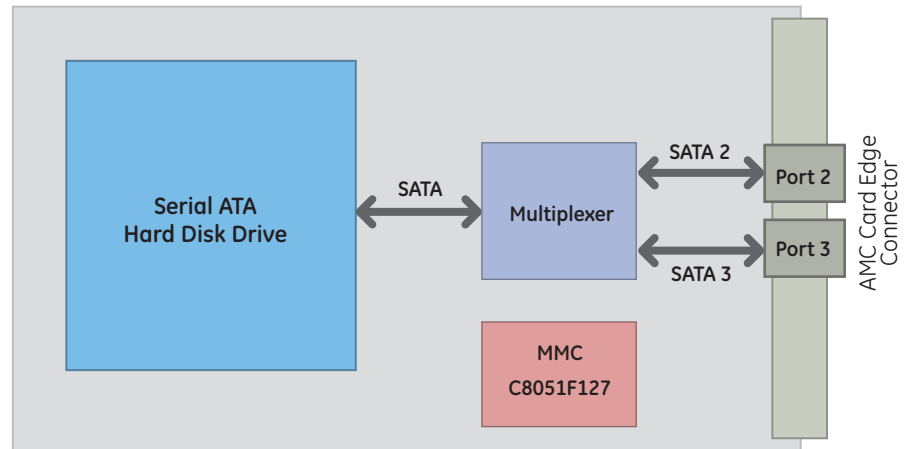 Serial ATA
Hard Disk Drive
SATA
Multiplexer
SATA 2
SATA 3
Port 2
Port 3
AMC Card Edge
Connector
MMC
C8051F127